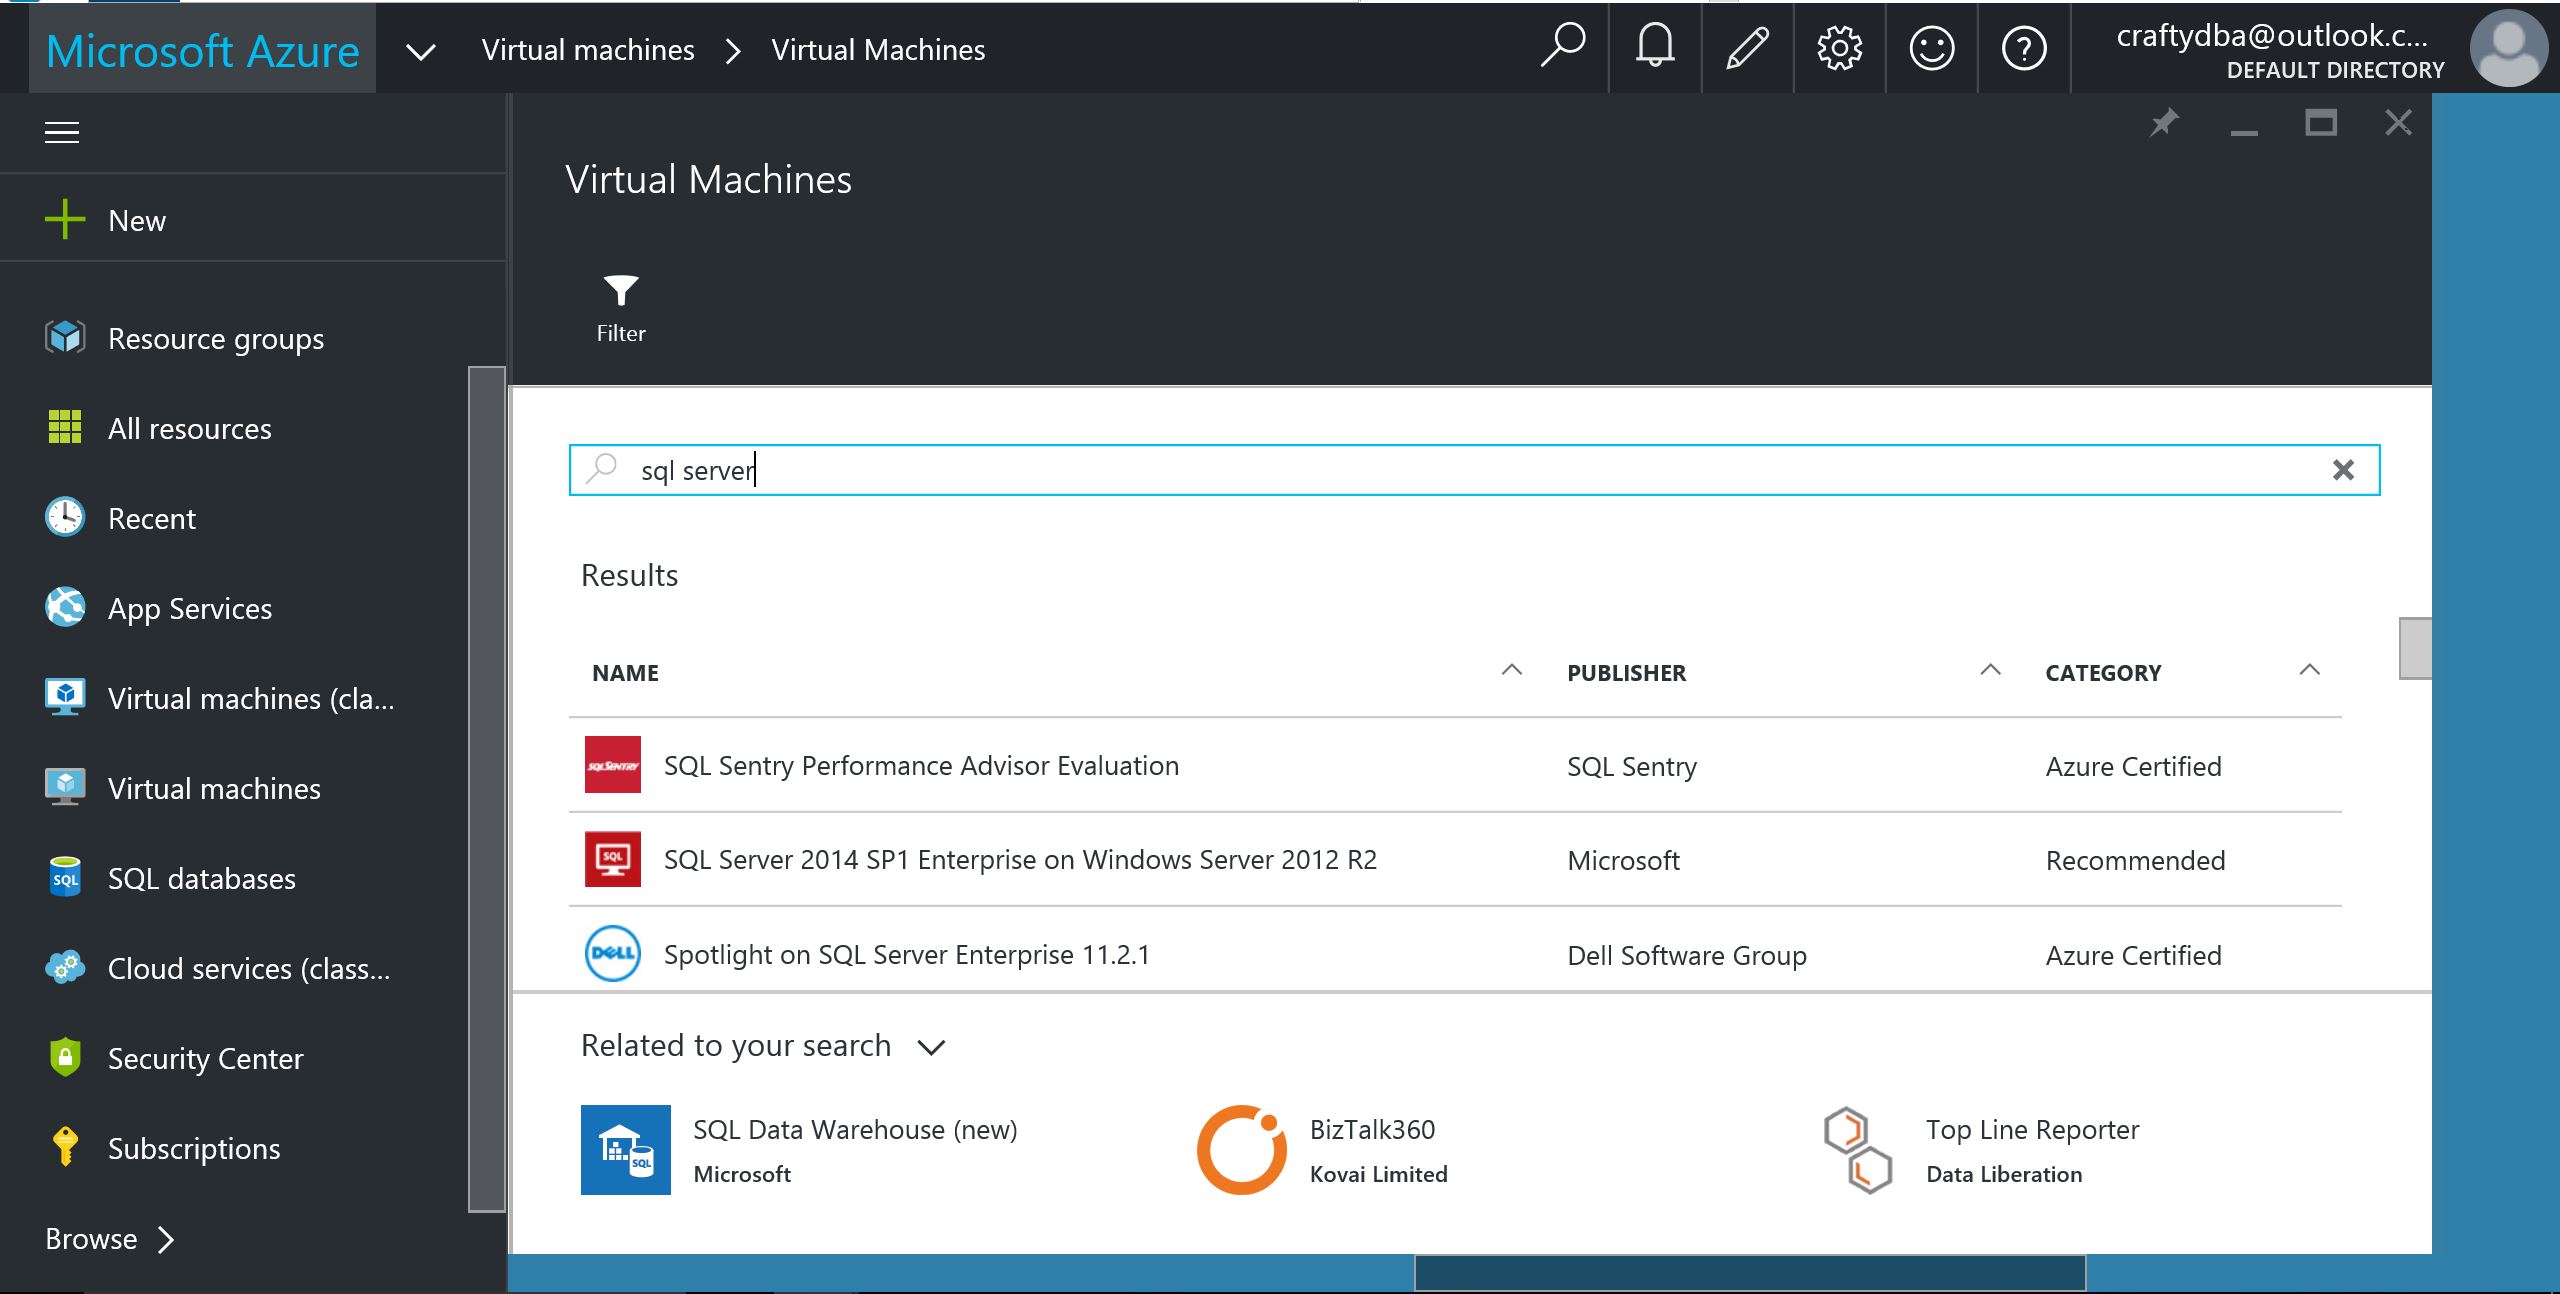 Microsoft Azure
Virtual machines
Virtual Machines
craftydba@outlook.c...
DEFAULT DIRECTORY
New
Resource groups
All resources
Recent
App Services
Virtual machines (cla...
Virtual machines
SQL databases
Cloud services (class...
Security Center
Subscriptions
Browse
Virtual Machines
Filter
sql server
Results
NAME PUBLISHER CATEGORY
SQL Sentry SQL Sentry Performance Advisor Evaluation SQL Sentry Azure Certified
SQL SQL Server 2014 SP1 Enterprise on Windows Server 2012 R2 Microsoft Recommended
DELL Spotlight on SQL Server Enterprise 11.2.1 Dell Software Group Azure Certified
Related to your search
SQL Data Warehouse (new)
Microsoft
BizTalk360
Kovai Limited
Top Line Reporter
Data Liberation